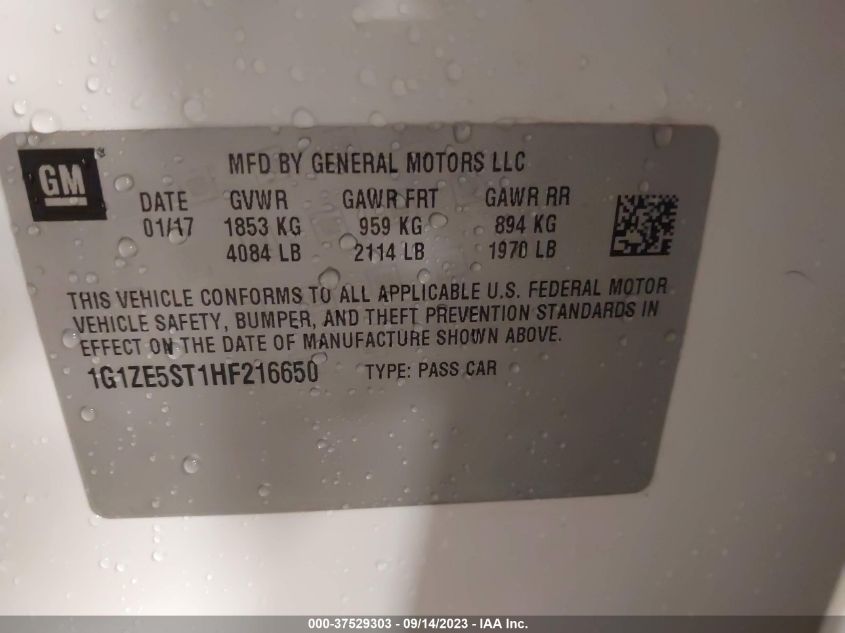 GM®
MFD BY GENERAL MOTORS LLC
DATE GVWR GAWR FRT GAWR RR
01/17 1853 KG 959 KG 894 KG
4084 LB 2114 LB 1970 LB
THIS VEHICLE CONFORMS TO ALL APPLICABLE U.S. FEDERAL MOTOR
VEHICLE SAFETY, BUMPER, AND THEFT PREVENTION STANDARDS IN
EFFECT ON THE DATE OF MANUFACTURE SHOWN ABOVE.
1G1ZE5ST1HF216650 TYPE: PASS CAR
000-37529303 - 09/14/2023 - IAA Inc.